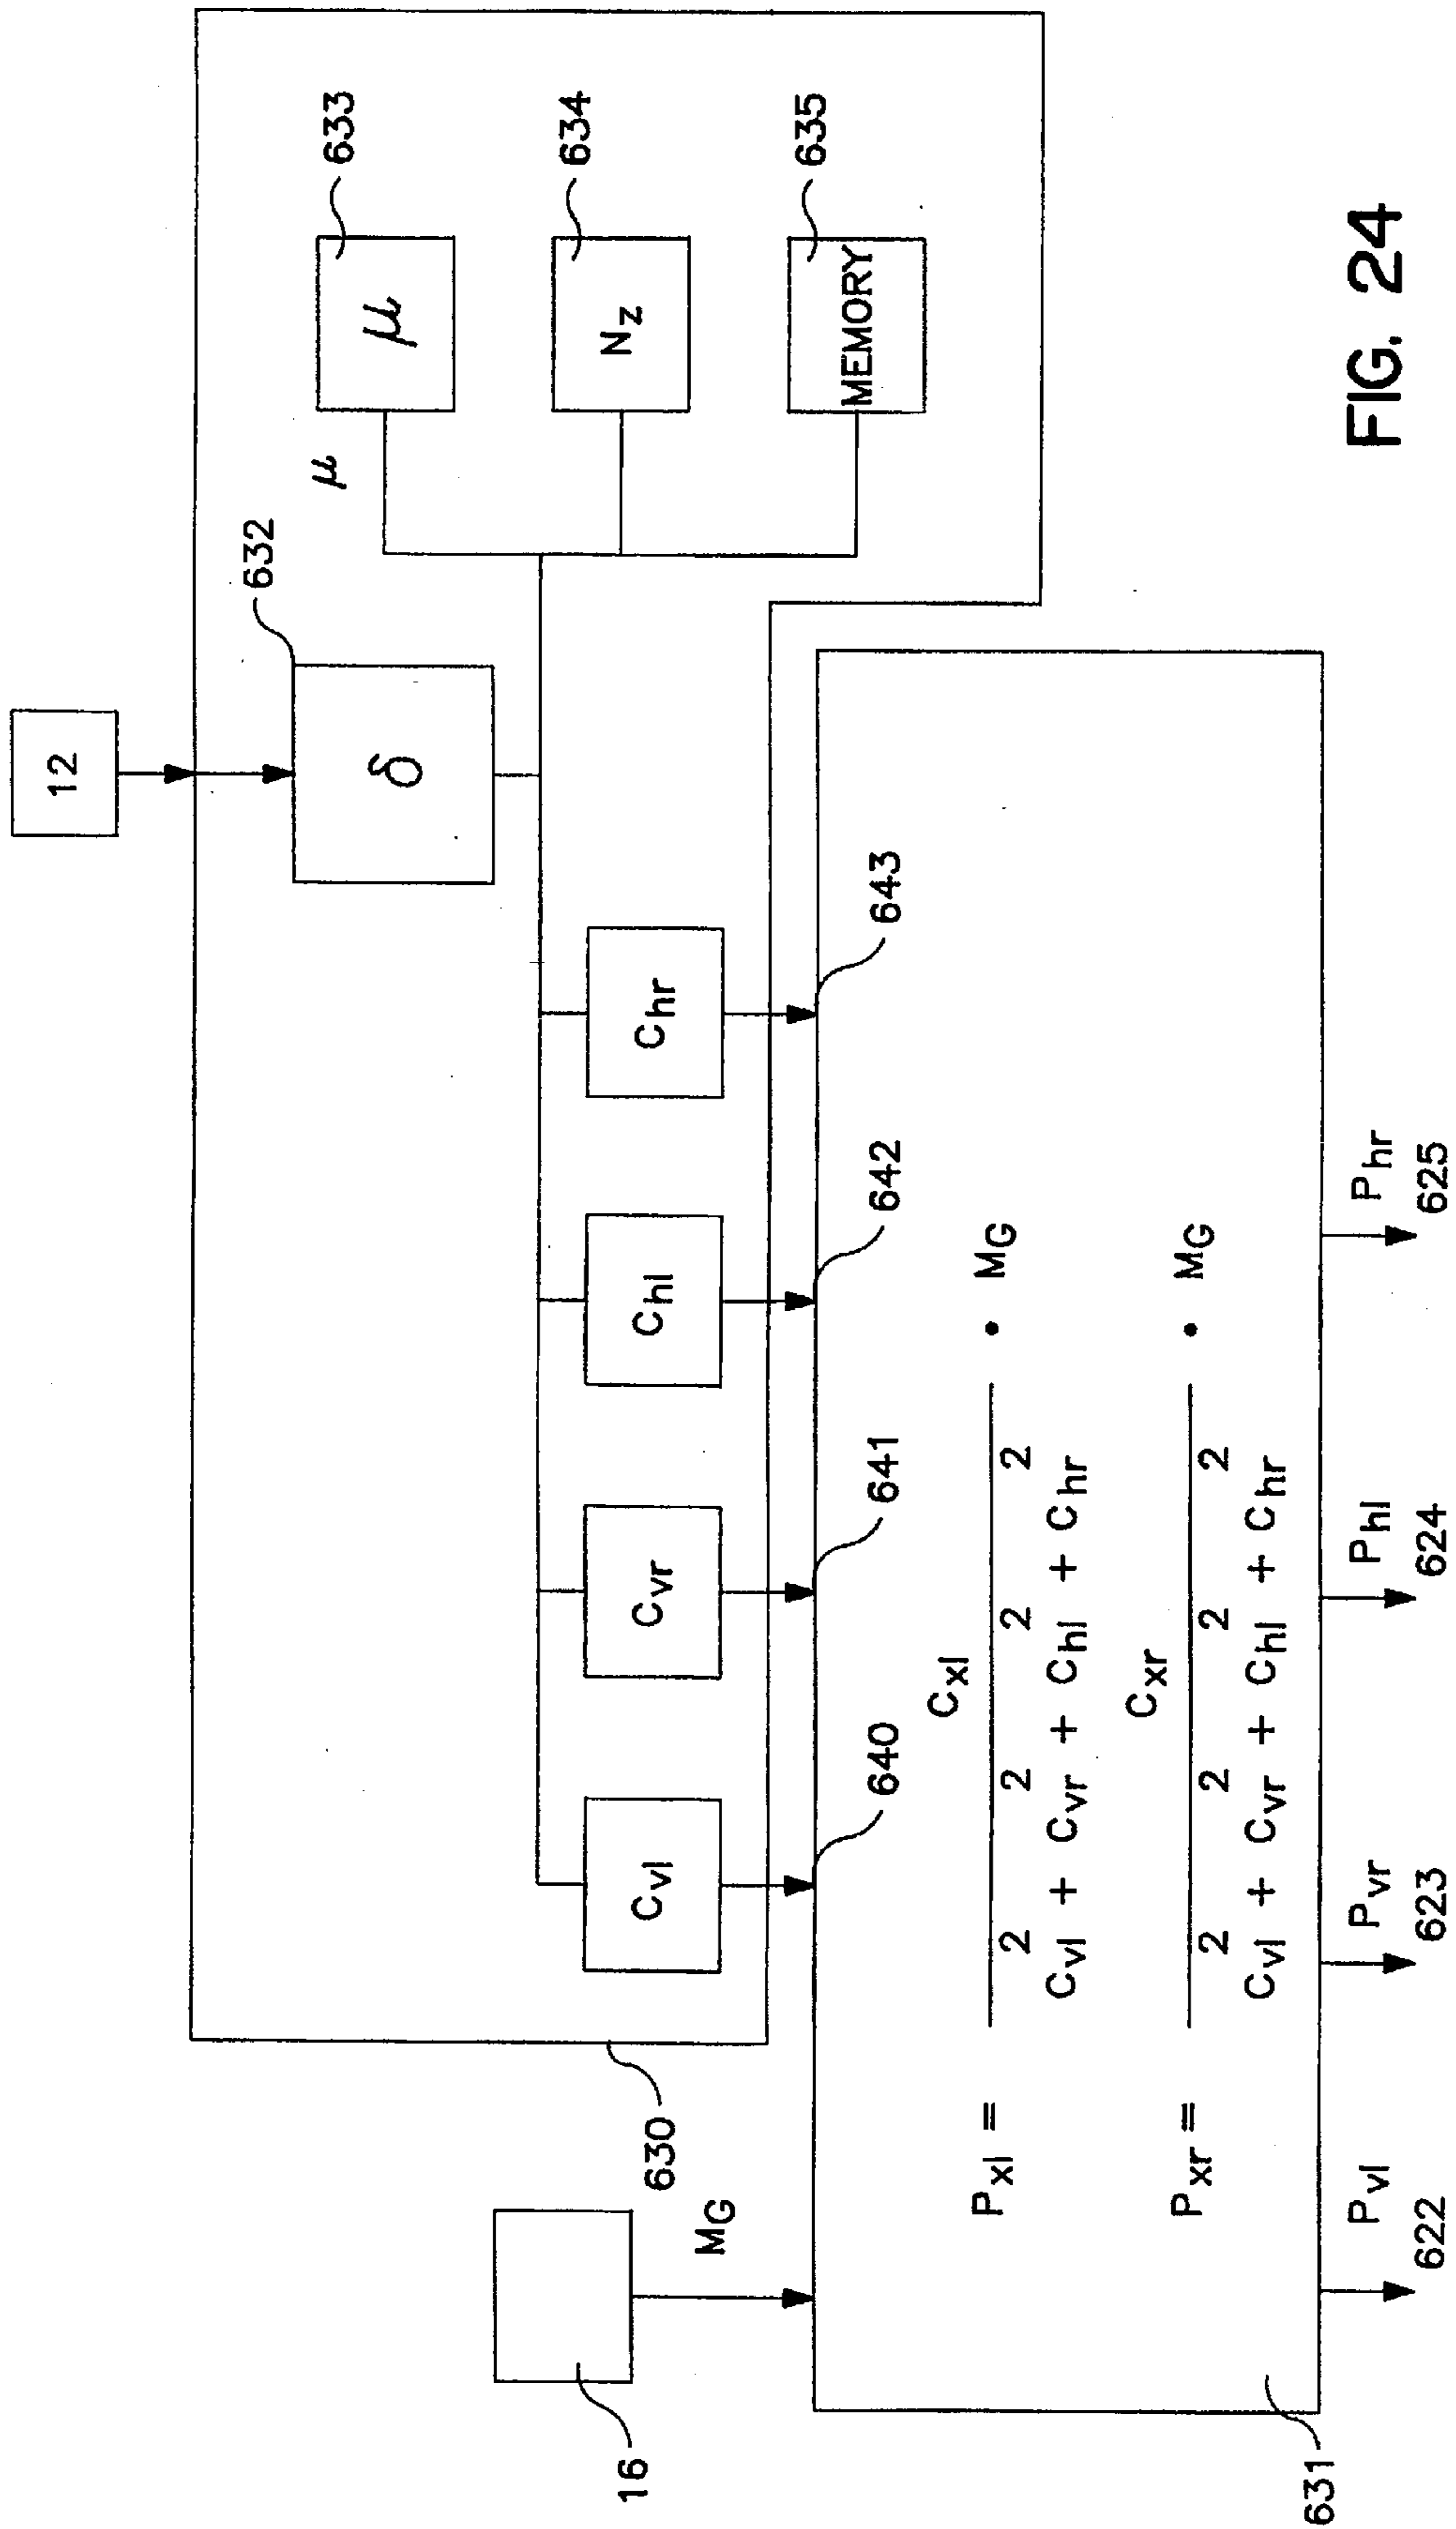 12
632
δ
μ
μ
633
Nz
634
MEMORY
635
Cvl
Cvr
Chl
Chr
630
16
MG
640
641
642
643
Pxl = Cxl / Cvl² + Cvr² + Chl² + Chr² • MG
Pxr = Cxr / Cvl² + Cvr² + Chl² + Chr² • MG
631
Pvl
622
Pvr
623
Phl
624
Phr
625
FIG. 24